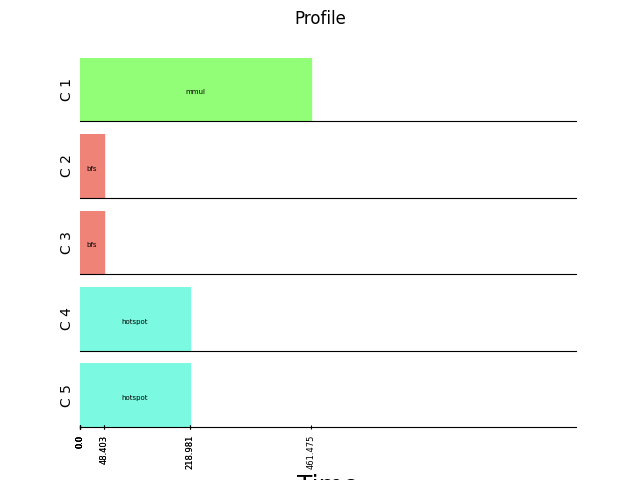 Profile
C 1
mmul
C 2
bfs
C 3
bfs
C 4
hotspot
C 5
hotspot
0.0
48.403
218.981
461.475
Time